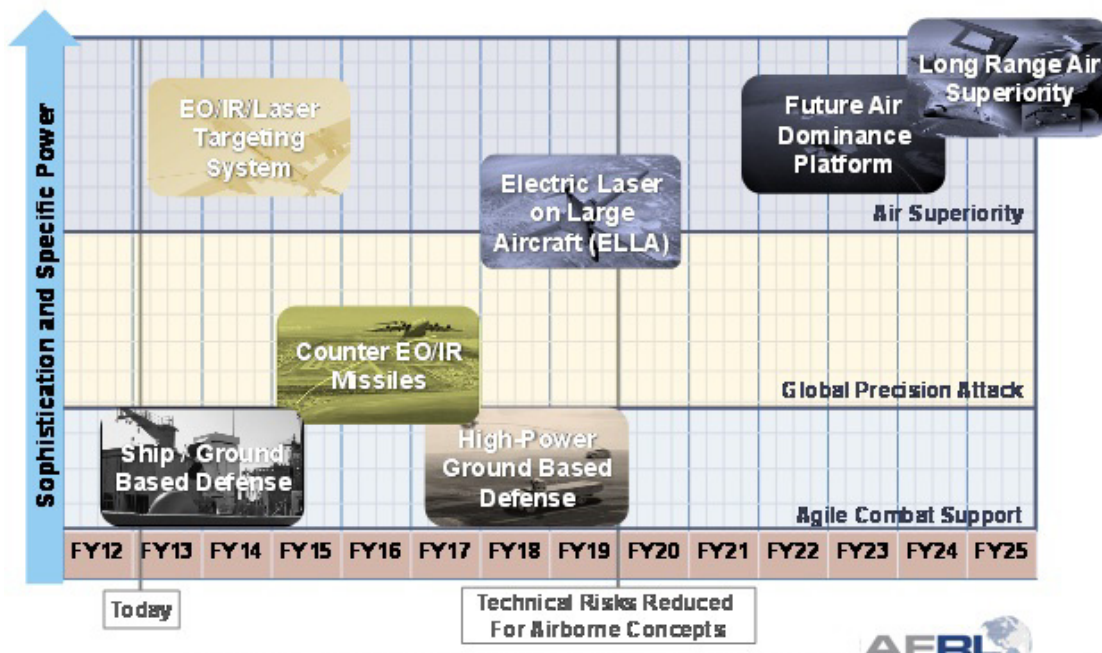 Sophistication and Specific Power
EO/IR/Laser
Targeting
System
Electric Laser
on Large
Aircraft (ELLA)
Future Air
Dominance
Platform
Long Range Air
Superiority
Air Superiority
Counter EO/IR
Missiles
Global Precision Attack
Ship / Ground
Based Defense
High-Power
Ground Based
Defense
Agile Combat Support
FY12 FY13 FY14 FY15 FY16 FY17 FY18 FY19 FY20 FY21 FY22 FY23 FY24 FY25
Today
Technical Risks Reduced
For Airborne Concepts
AFRL